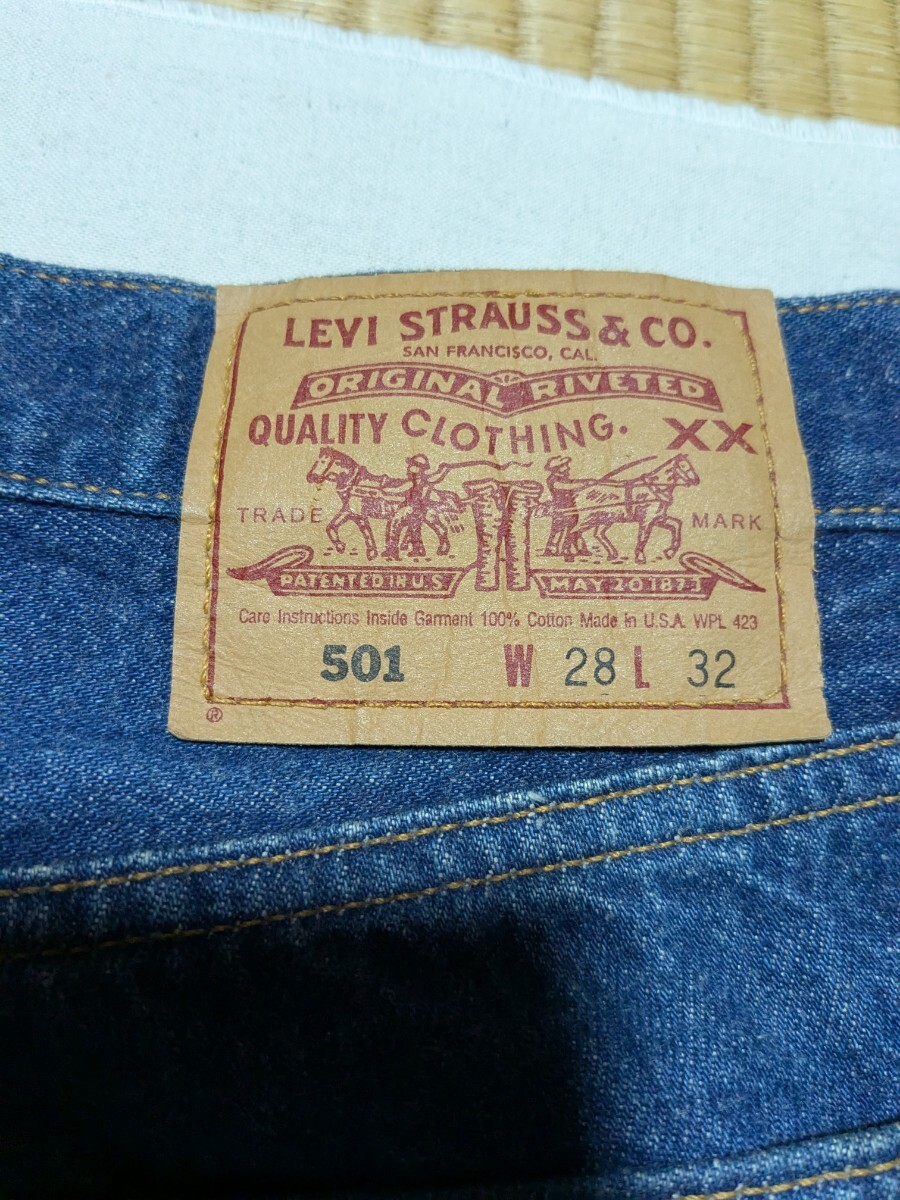 LEVI STRAUSS & CO.
SAN FRANCISCO, CAL.
ORIGINAL RIVETED
QUALITY CLOTHING. XX
TRADE MARK
PATENTED IN U.S. MAY 20 1873
Care Instructions Inside Garment 100% Cotton Made in U.S.A. WPL 423
501 W 28 L 32
®